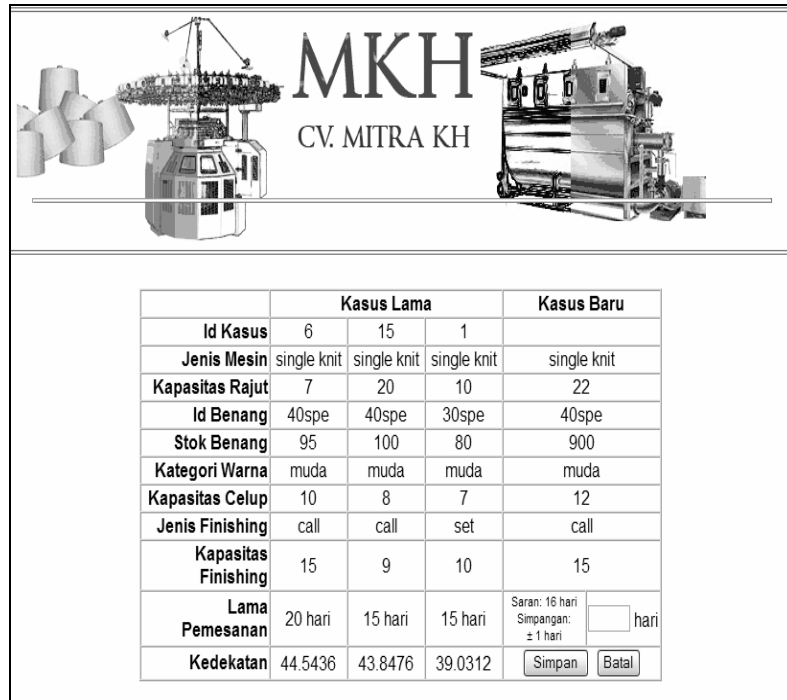 MKH
CV. MITRA KH
Kasus Lama Kasus Baru
Id Kasus 6 15 1
Jenis Mesin single knit single knit single knit single knit
Kapasitas Rajut 7 20 10 22
Id Benang 40spe 40spe 30spe 40spe
Stok Benang 95 100 80 900
Kategori Warna muda muda muda muda
Kapasitas Celup 10 8 7 12
Jenis Finishing call call set call
Kapasitas
Finishing 15 9 10 15
Lama
Pemesanan 20 hari 15 hari 15 hari
Saran: 16 hari
Simpangan:
± 1 hari
hari
Kedekatan 44.5436 43.8476 39.0312 Simpan Batal